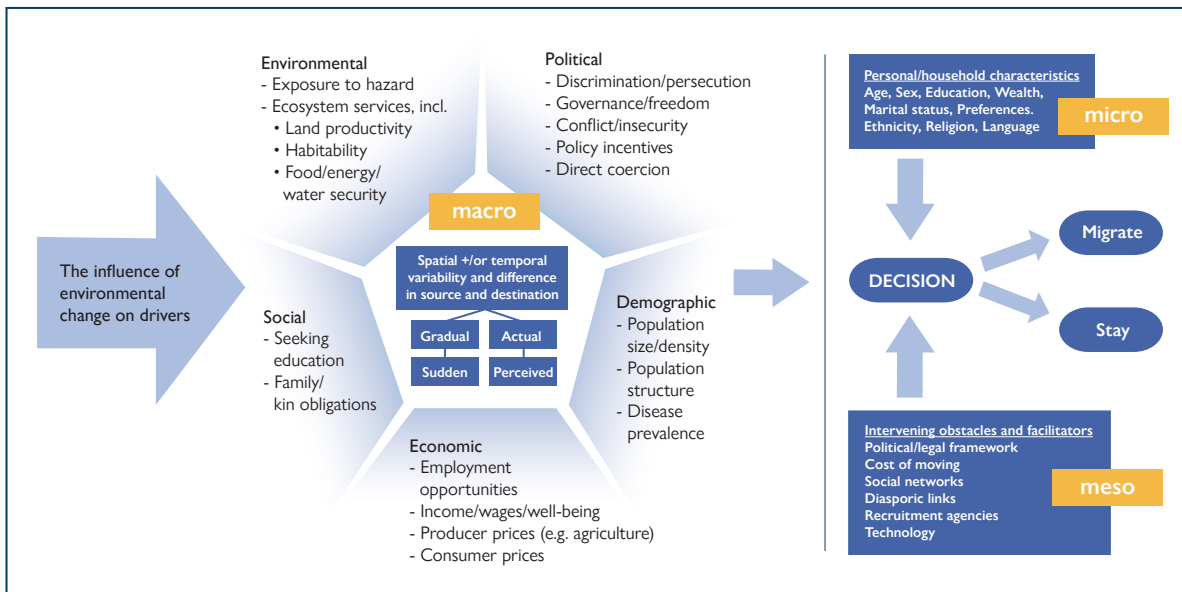 The influence of
environmental
change on drivers
Environmental
- Exposure to hazard
- Ecosystem services, incl.
• Land productivity
• Habitability
• Food/energy/
water security
Political
- Discrimination/persecution
- Governance/freedom
- Conflict/insecurity
- Policy incentives
- Direct coercion
macro
Spatial +/or temporal
variability and difference
in source and destination
Gradual
Actual
Sudden
Perceived
Social
- Seeking
education
- Family/
kin obligations
Demographic
- Population
size/density
- Population
structure
- Disease
prevalence
Economic
- Employment
opportunities
- Income/wages/well-being
- Producer prices (e.g. agriculture)
- Consumer prices
Personal/household characteristics
Age, Sex, Education, Wealth,
Marital status, Preferences.
Ethnicity, Religion, Language
micro
DECISION
Migrate
Stay
Intervening obstacles and facilitators
Political/legal framework
Cost of moving
Social networks
Diasporic links
Recruitment agencies
Technology
meso